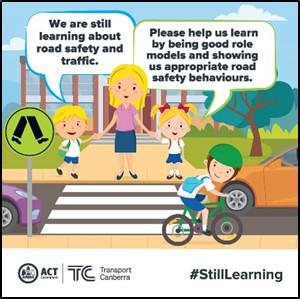 We are still
learning about
road safety and
traffic.
Please help us learn
by being good role
models and showing
us appropriate road
safety behaviours.
ACT
TC
Transport
Canberra
#StillLearning